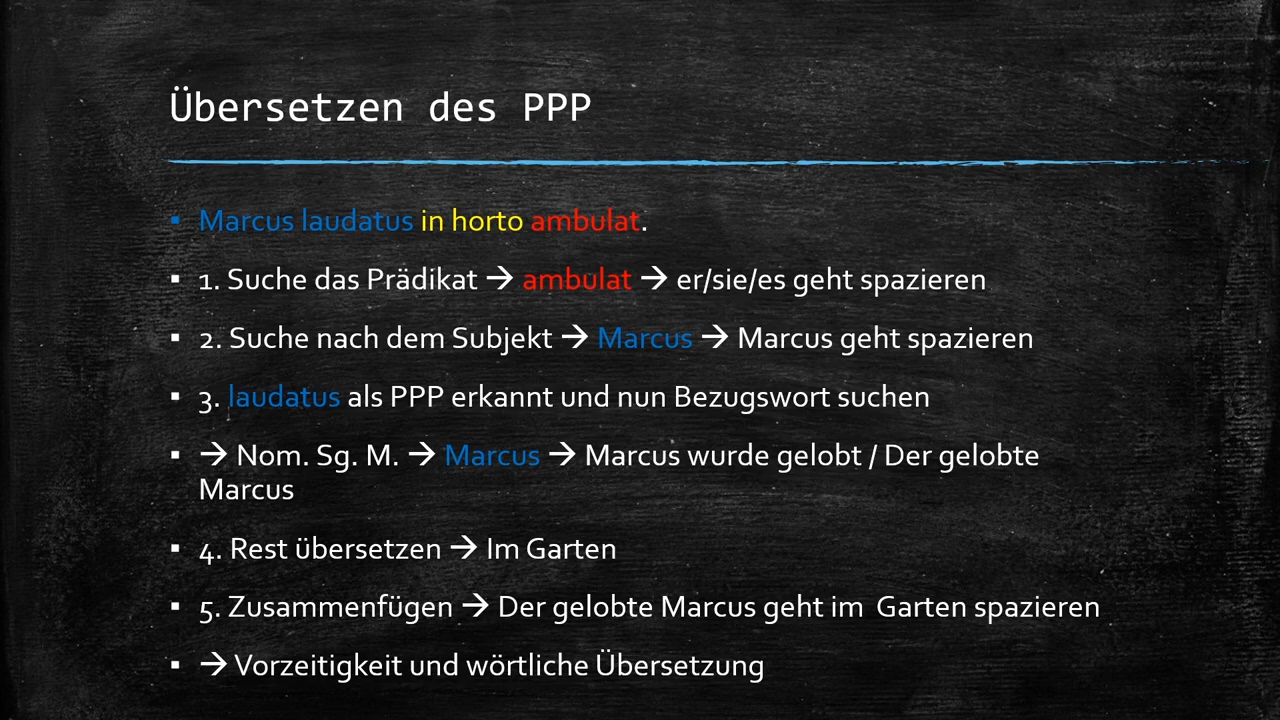 Übersetzen des PPP
▪ Marcus laudatus in horto ambulat.
▪ 1. Suche das Prädikat → ambulat → er/sie/es geht spazieren
▪ 2. Suche nach dem Subjekt → Marcus → Marcus geht spazieren
▪ 3. laudatus als PPP erkannt und nun Bezugswort suchen
▪ → Nom. Sg. M. → Marcus → Marcus wurde gelobt / Der gelobte
Marcus
▪ 4. Rest übersetzen → Im Garten
▪ 5. Zusammenfügen → Der gelobte Marcus geht im  Garten spazieren
▪ → Vorzeitigkeit und wörtliche Übersetzung